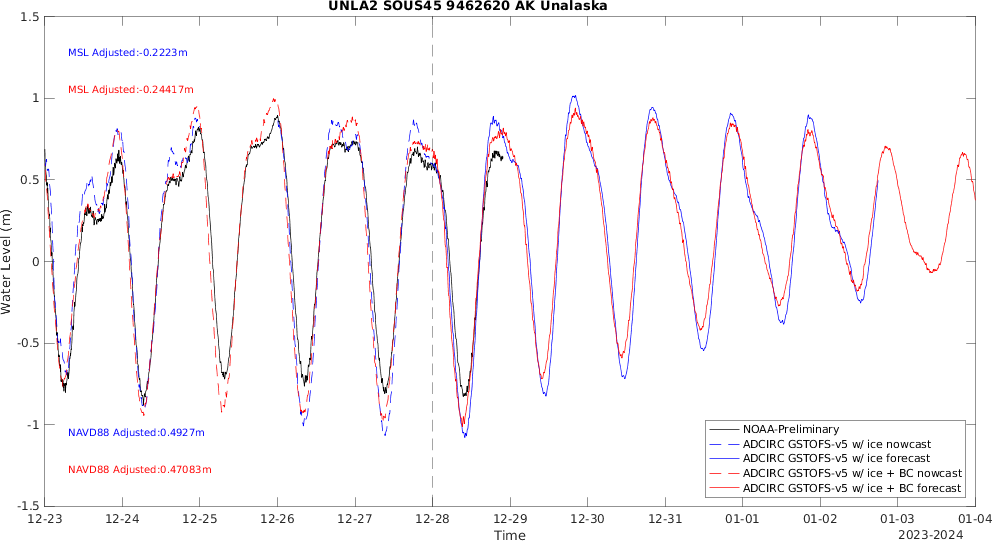 UNLA2 SOUS45 9462620 AK Unalaska
1.5
1
0.5
0
-0.5
-1
-1.5
Water Level (m)
MSL Adjusted:-0.2223m
MSL Adjusted:-0.24417m
NAVD88 Adjusted:0.4927m
NAVD88 Adjusted:0.47083m
NOAA-Preliminary
ADCIRC GSTOFS-v5 w/ ice nowcast
ADCIRC GSTOFS-v5 w/ ice forecast
ADCIRC GSTOFS-v5 w/ ice + BC nowcast
ADCIRC GSTOFS-v5 w/ ice + BC forecast
12-23 12-24 12-25 12-26 12-27 12-28 12-29 12-30 12-31 01-01 01-02 01-03 01-04
Time
2023-2024